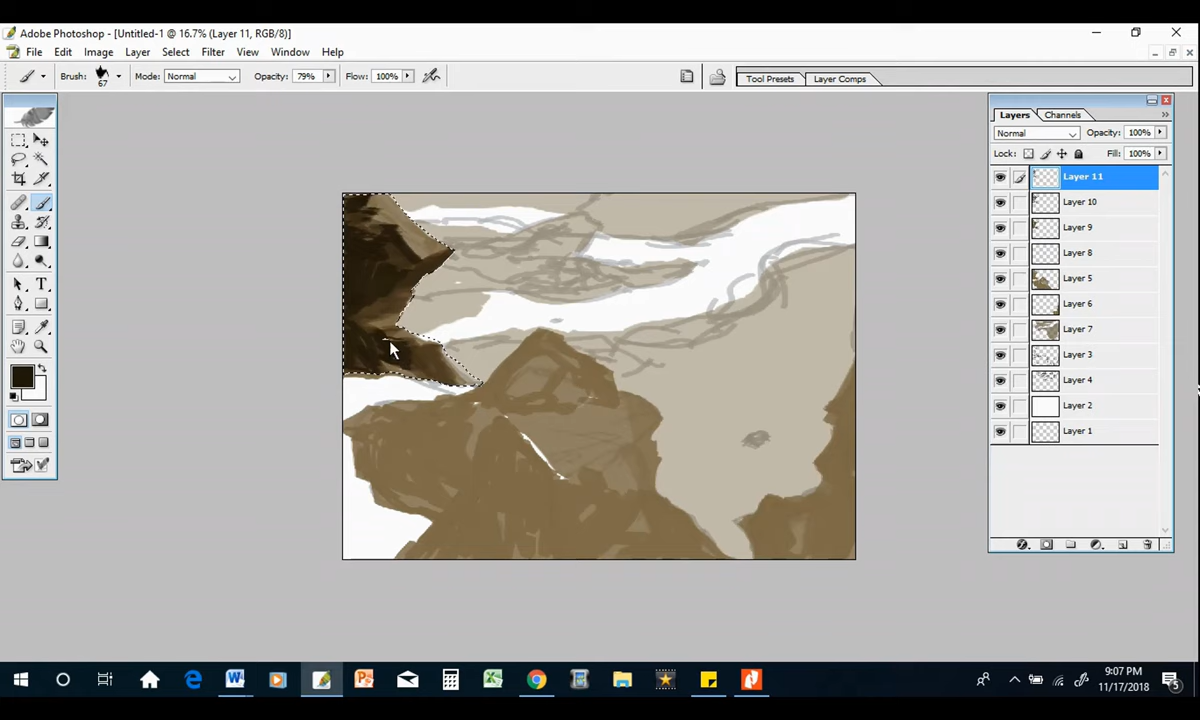 Adobe Photoshop - [Untitled-1 @ 16.7% (Layer 11, RGB/8)]
File Edit Image Layer Select Filter View Window Help
Brush: 67 Mode: Normal Opacity: 79% Flow: 100% Tool Presets Layer Comps
Layers Channels
Normal Opacity: 100%
Lock: Fill: 100%
Layer 11
Layer 10
Layer 9
Layer 8
Layer 5
Layer 6
Layer 7
Layer 3
Layer 4
Layer 2
Layer 1
9:07 PM
11/17/2018
5